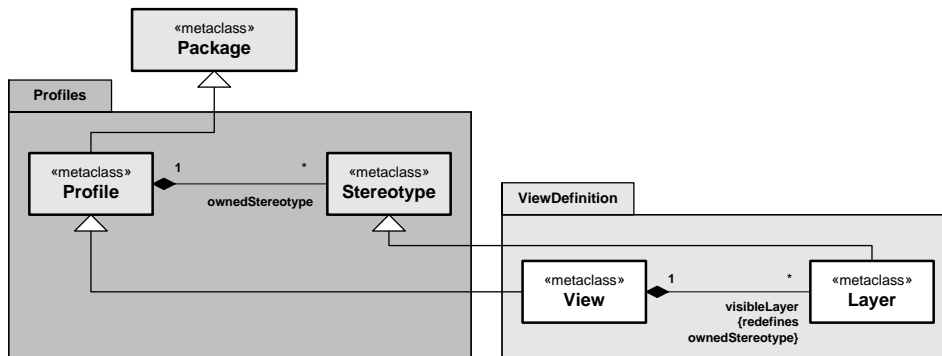 «metaclass»
Package
Profiles
«metaclass»
Profile
1
*
ownedStereotype
«metaclass»
Stereotype
ViewDefinition
«metaclass»
View
1
*
visibleLayer
{redefines
ownedStereotype}
«metaclass»
Layer